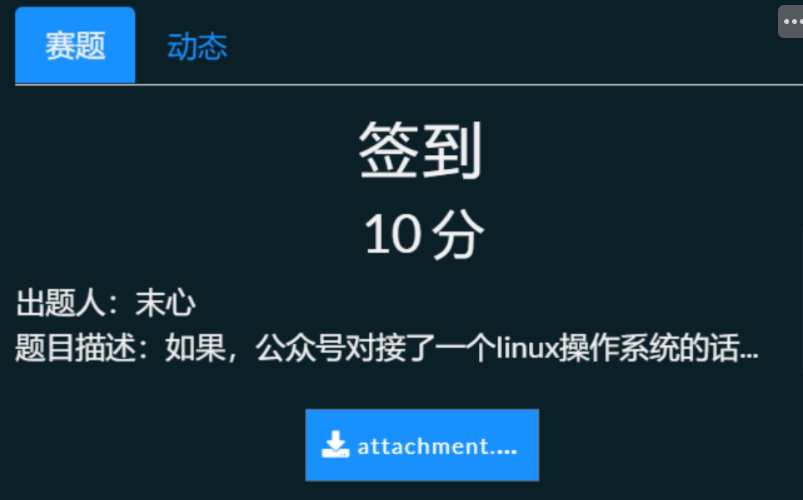 赛题 动态
签到
10 分
出题人：末心
题目描述：如果，公众号对接了一个linux操作系统的话...
attachment....